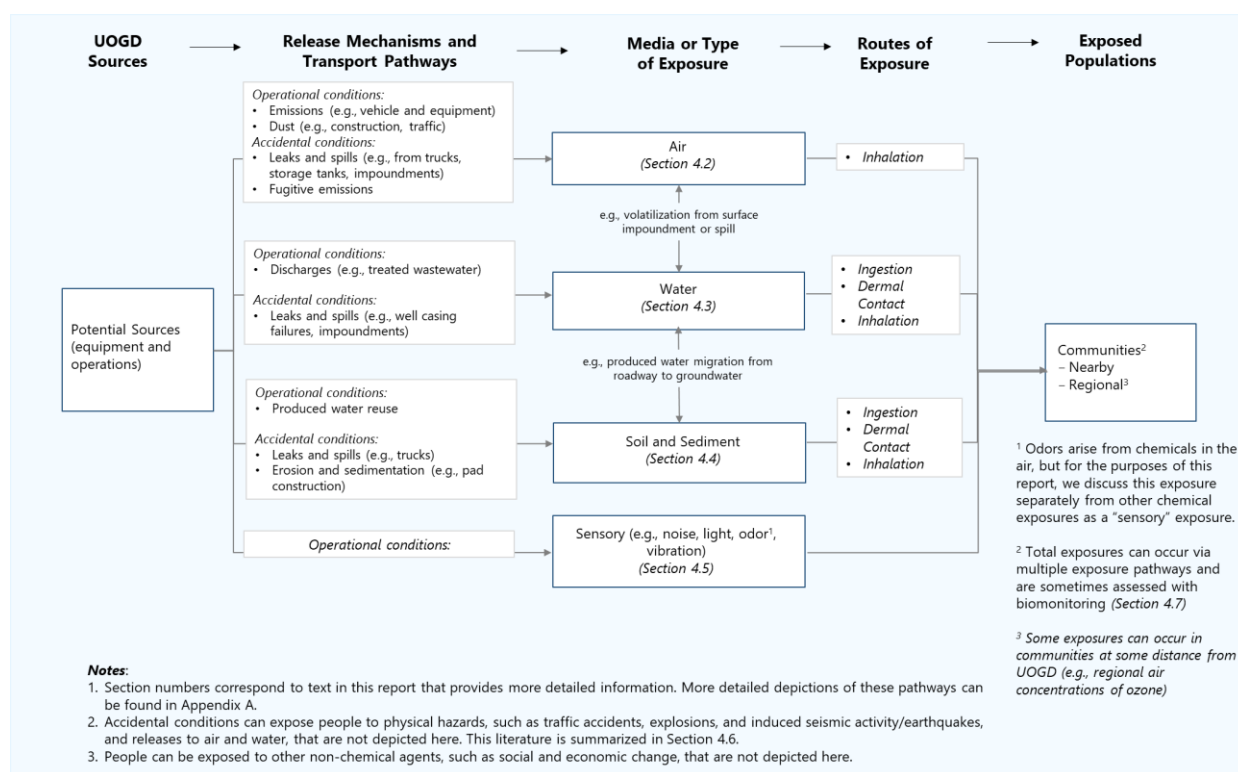 UOGD
Sources
Release Mechanisms and
Transport Pathways
Media or Type
of Exposure
Routes of
Exposure
Exposed
Populations
Potential Sources
(equipment and
operations)
Operational conditions:
• Emissions (e.g., vehicle and equipment)
• Dust (e.g., construction, traffic)
Accidental conditions:
• Leaks and spills (e.g., from trucks,
storage tanks, impoundments)
• Fugitive emissions
Air
(Section 4.2)
• Inhalation
e.g., volatilization from surface
impoundment or spill
Operational conditions:
• Discharges (e.g., treated wastewater)
Accidental conditions:
• Leaks and spills (e.g., well casing
failures, impoundments)
Water
(Section 4.3)
• Ingestion
• Dermal
Contact
• Inhalation
e.g., produced water migration from
roadway to groundwater
Operational conditions:
• Produced water reuse
Accidental conditions:
• Leaks and spills (e.g., trucks)
• Erosion and sedimentation (e.g., pad
construction)
Soil and Sediment
(Section 4.4)
• Ingestion
• Dermal
Contact
• Inhalation
Operational conditions:
Sensory (e.g., noise, light, odor¹,
vibration)
(Section 4.5)
Communities²
– Nearby
– Regional³
¹ Odors arise from chemicals in the
air, but for the purposes of this
report, we discuss this exposure
separately from other chemical
exposures as a “sensory” exposure.
² Total exposures can occur via
multiple exposure pathways and
are sometimes assessed with
biomonitoring (Section 4.7)
³ Some exposures can occur in
communities at some distance from
UOGD (e.g., regional air
concentrations of ozone)
Notes:
1. Section numbers correspond to text in this report that provides more detailed information. More detailed depictions of these pathways can
be found in Appendix A.
2. Accidental conditions can expose people to physical hazards, such as traffic accidents, explosions, and induced seismic activity/earthquakes,
and releases to air and water, that are not depicted here. This literature is summarized in Section 4.6.
3. People can be exposed to other non-chemical agents, such as social and economic change, that are not depicted here.